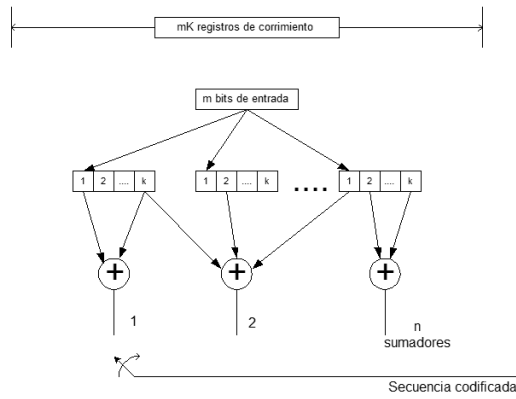 mK registros de corrimiento
m bits de entrada
1 2 .... k 1 2 .... k .... 1 2 .... k
+ + +
1 2 n
sumadores
Secuencia codificada